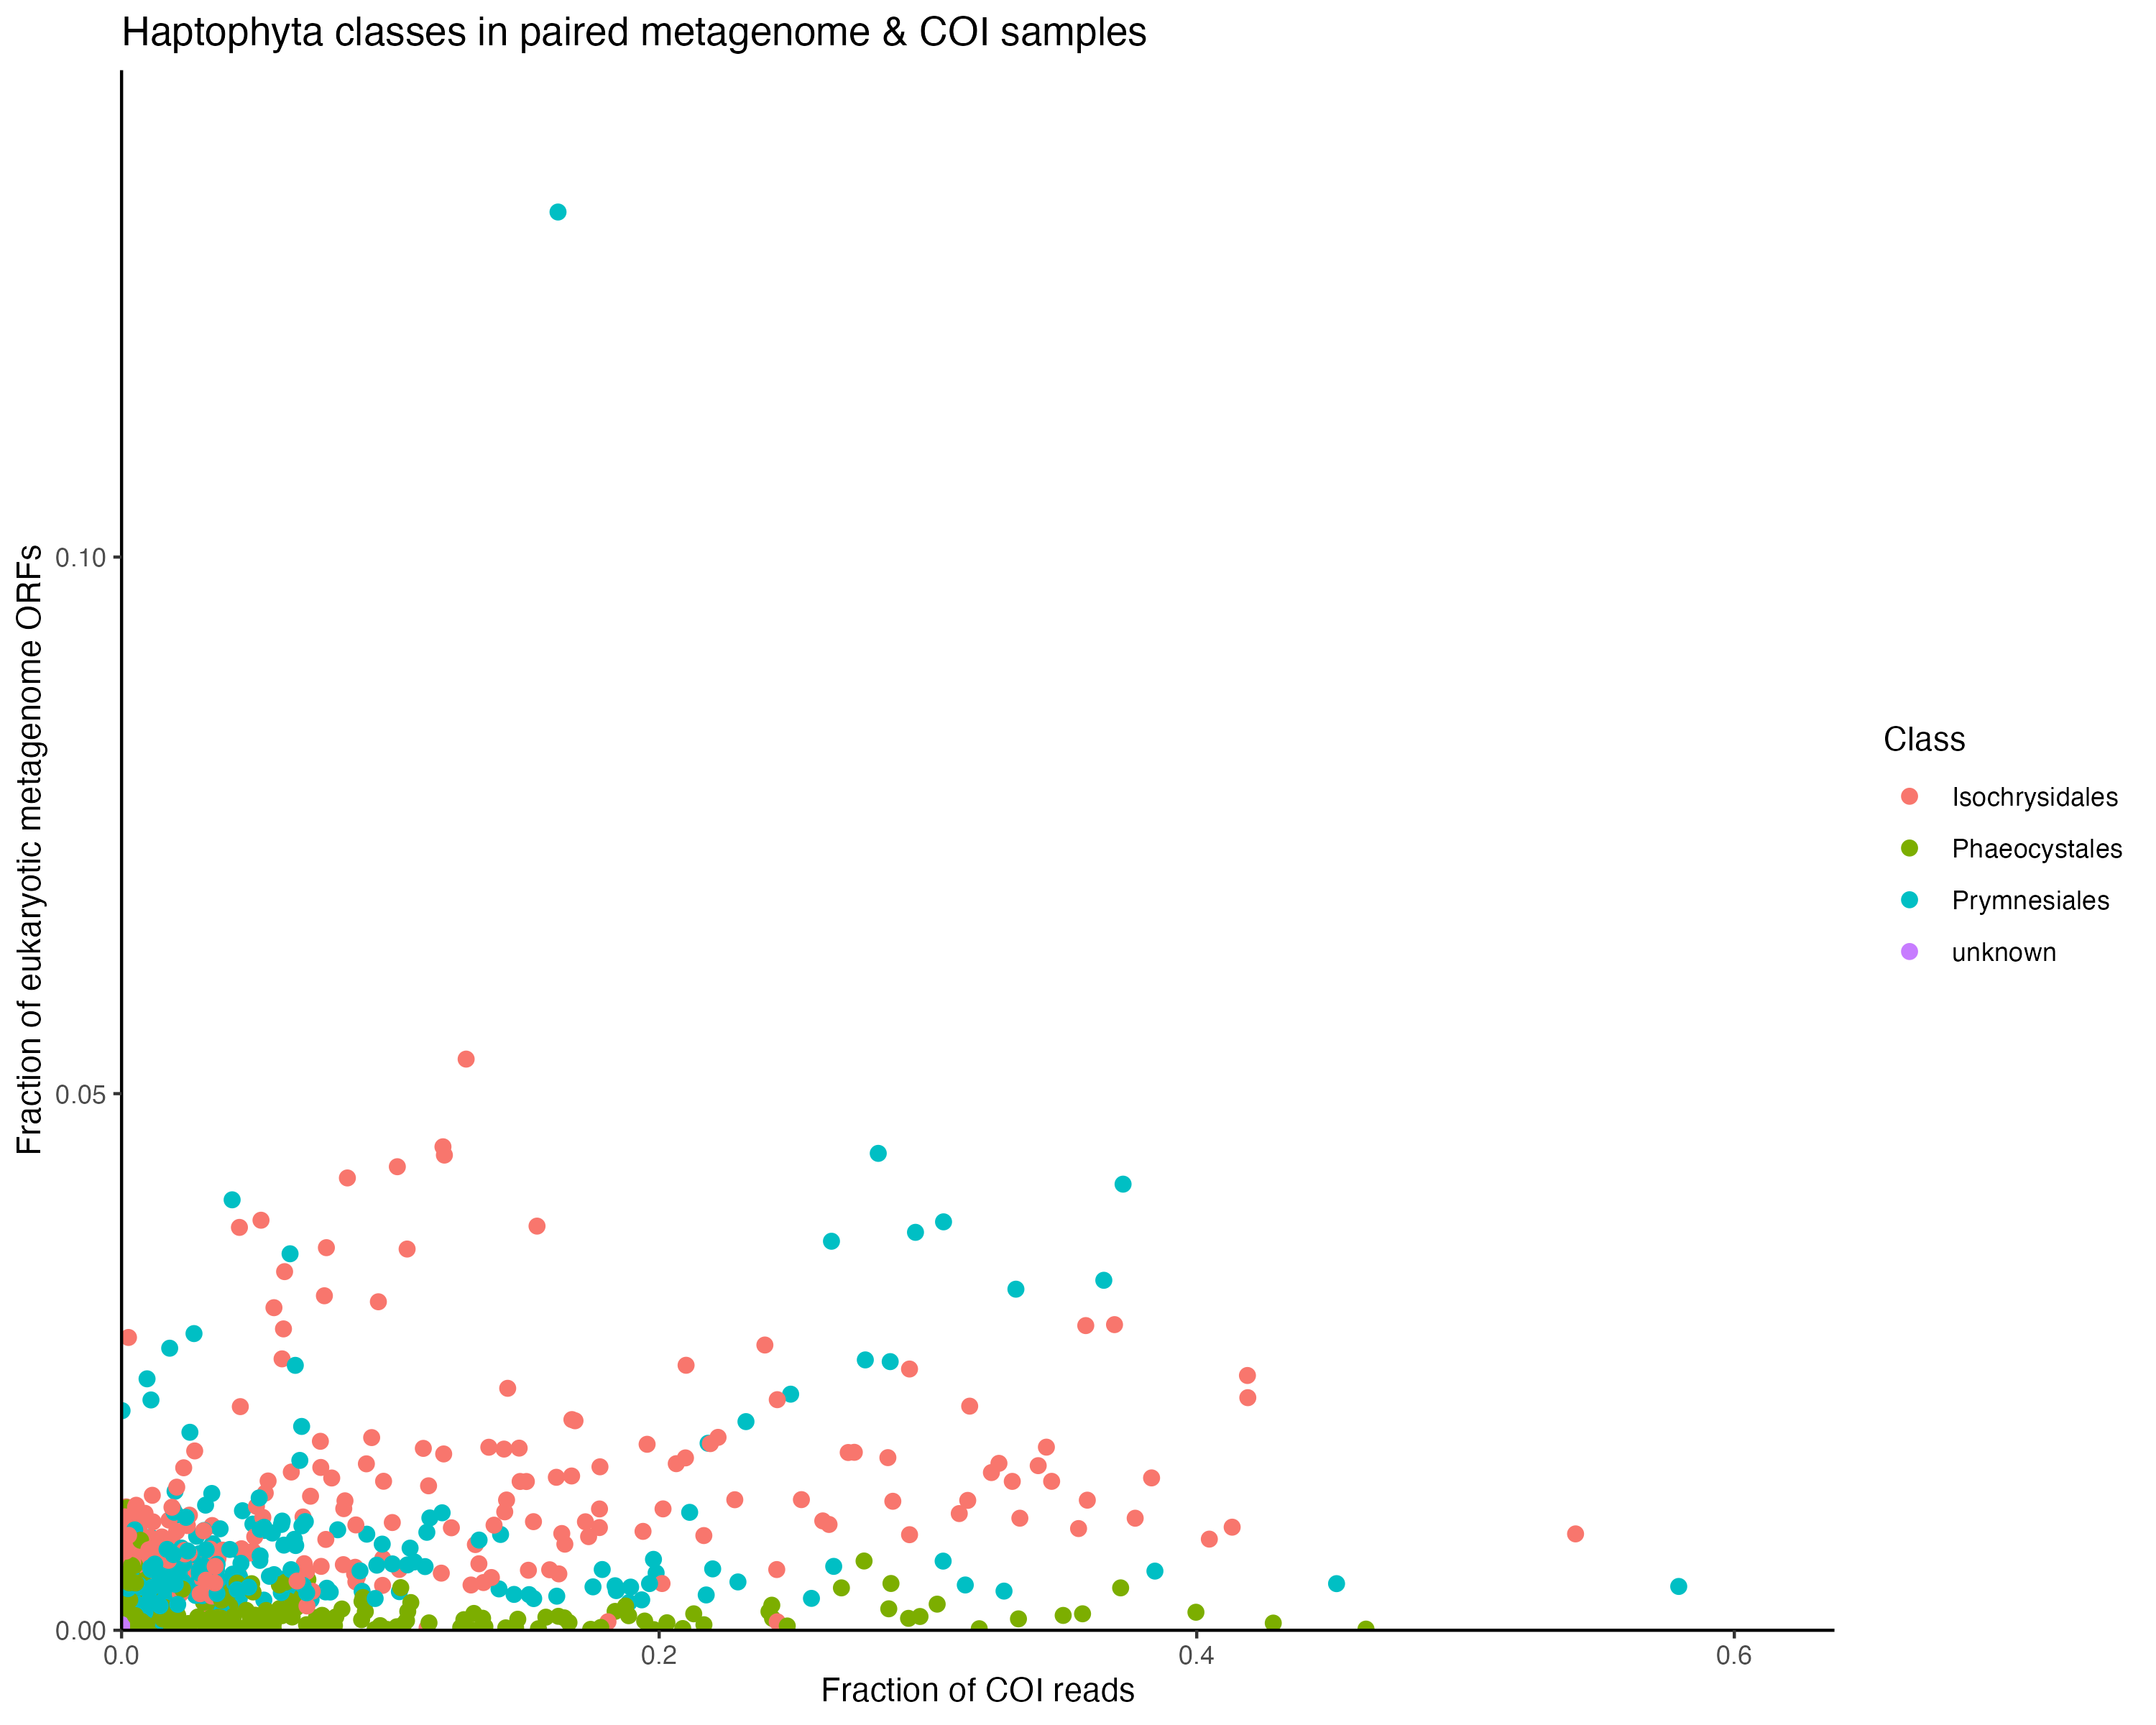 Haptophyta classes in paired metagenome & COI samples
Fraction of eukaryotic metagenome ORFs
0.10
0.05
0.00
0.0
0.2
0.4
0.6
Fraction of COI reads
Class
Isochrysidales
Phaeocystales
Prymnesiales
unknown